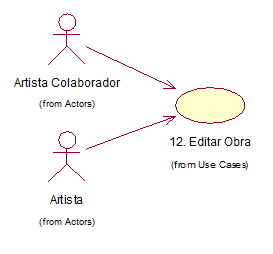 Artista Colaborador
(from Actors)
12. Editar Obra
(from Use Cases)
Artista
(from Actors)